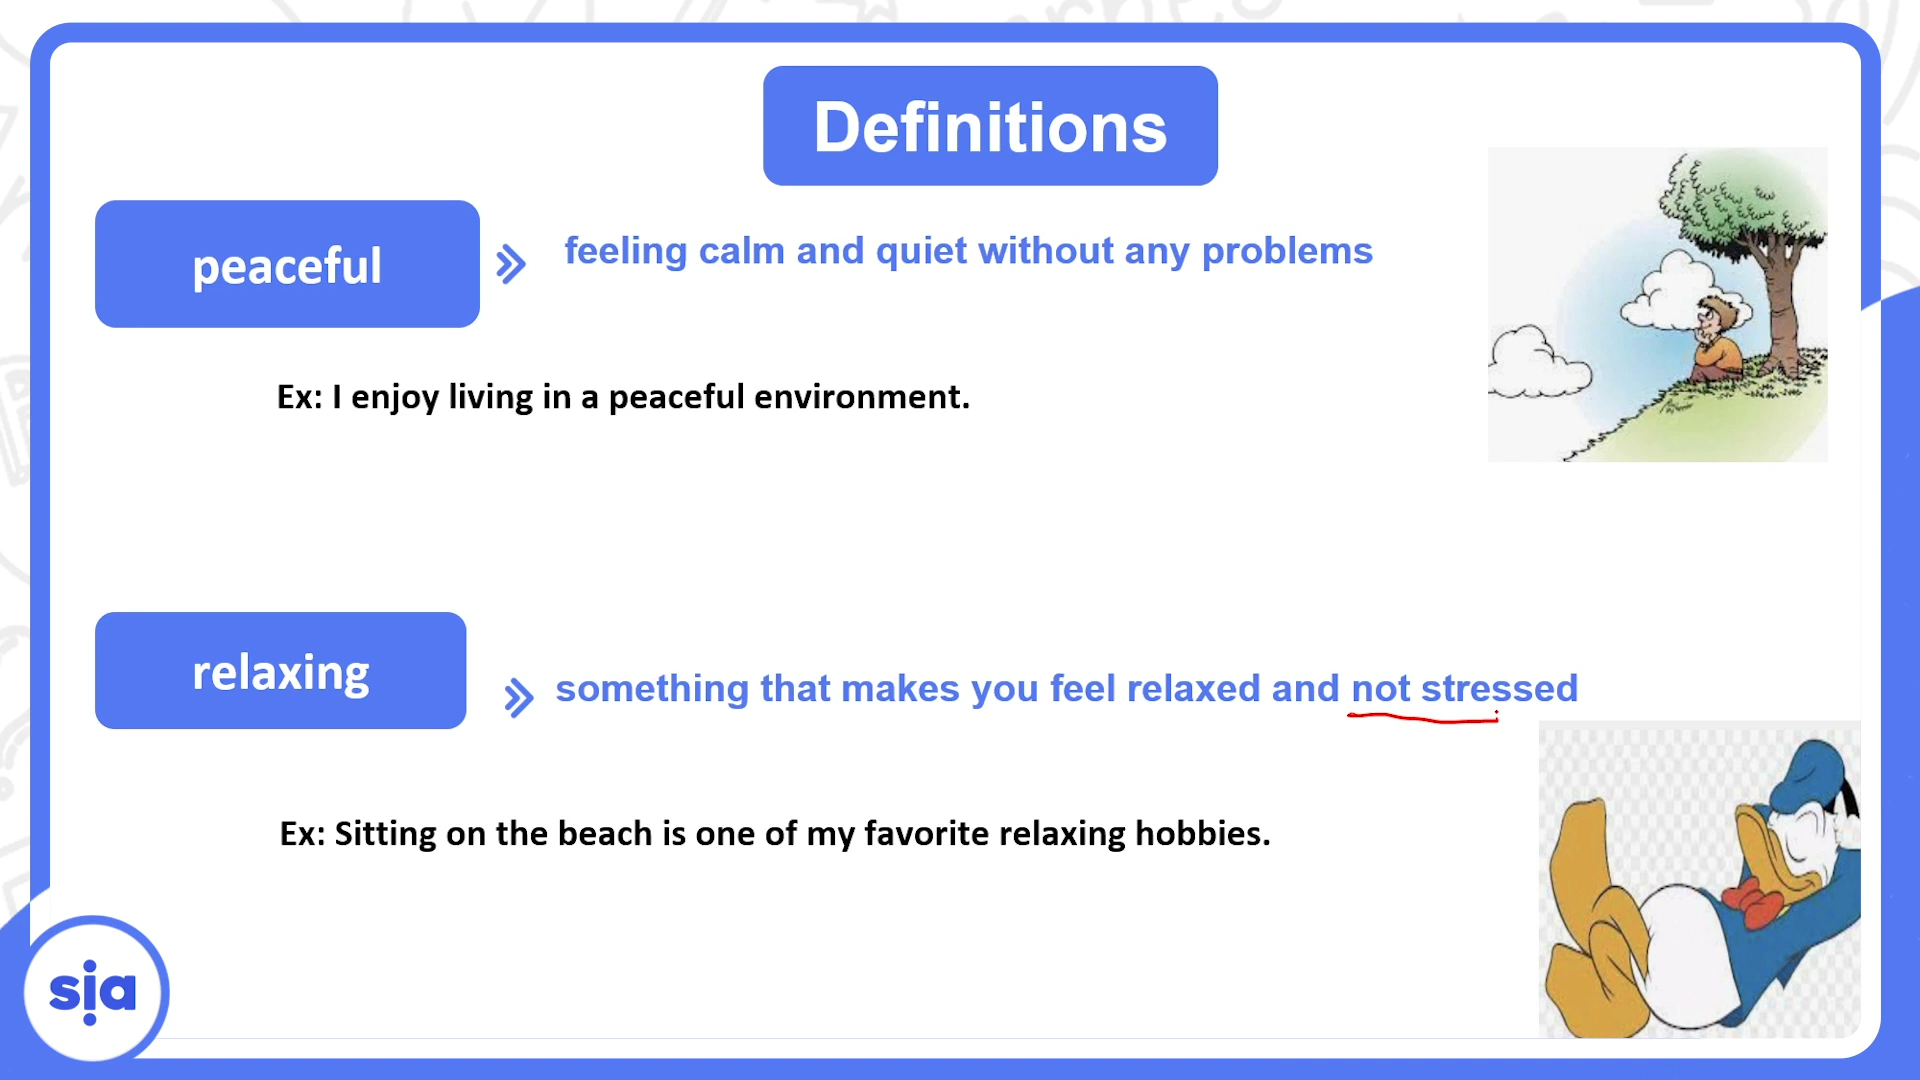 Definitions
peaceful
feeling calm and quiet without any problems
Ex: I enjoy living in a peaceful environment.
relaxing
something that makes you feel relaxed and not stressed
Ex: Sitting on the beach is one of my favorite relaxing hobbies.
sia